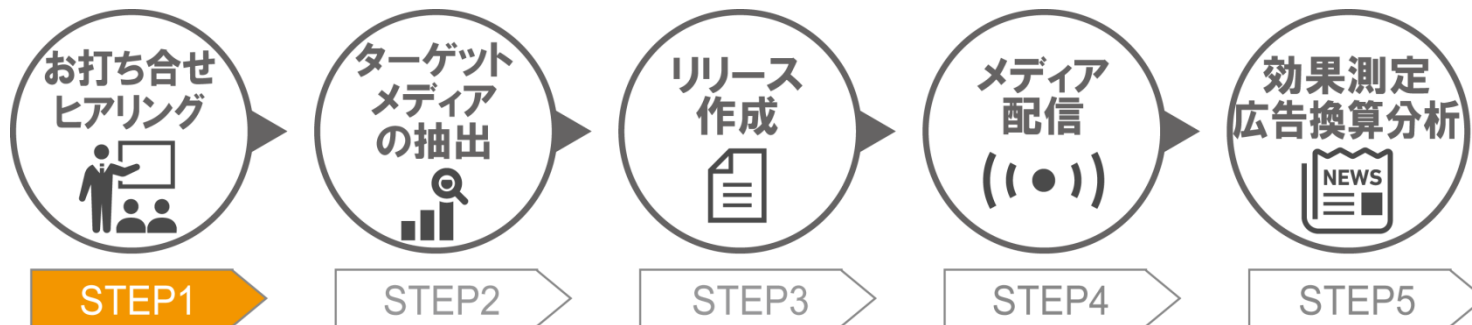 お打ち合せ
ヒアリング
ターゲット
メディア
の抽出
リリース
作成
メディア
配信
効果測定
広告換算分析
NEWS
STEP1
STEP2
STEP3
STEP4
STEP5